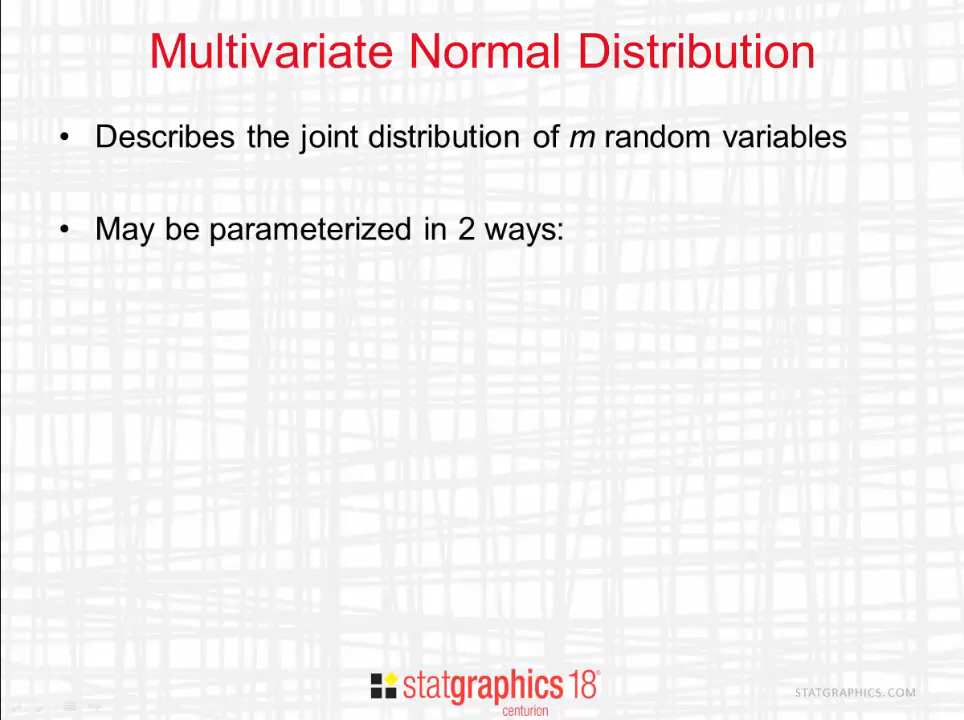 Multivariate Normal Distribution
• Describes the joint distribution of m random variables
• May be parameterized in 2 ways:
statgraphics 18®
centurion
STATGRAPHICS.COM